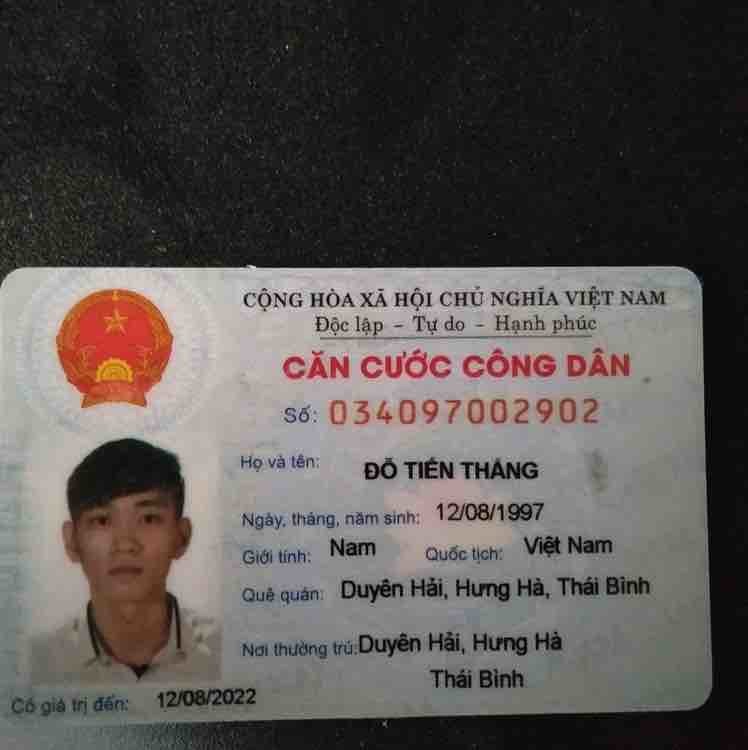 CỘNG HÒA XÃ HỘI CHỦ NGHĨA VIỆT NAM
Độc lập - Tự do - Hạnh phúc
CĂN CƯỚC CÔNG DÂN
Số: 034097002902
Họ và tên: ĐỖ TIẾN THẮNG
Ngày, tháng, năm sinh: 12/08/1997
Giới tính: Nam Quốc tịch: Việt Nam
Quê quán: Duyên Hải, Hưng Hà, Thái Bình
Nơi thường trú: Duyên Hải, Hưng Hà
Thái Bình
Có giá trị đến: 12/08/2022